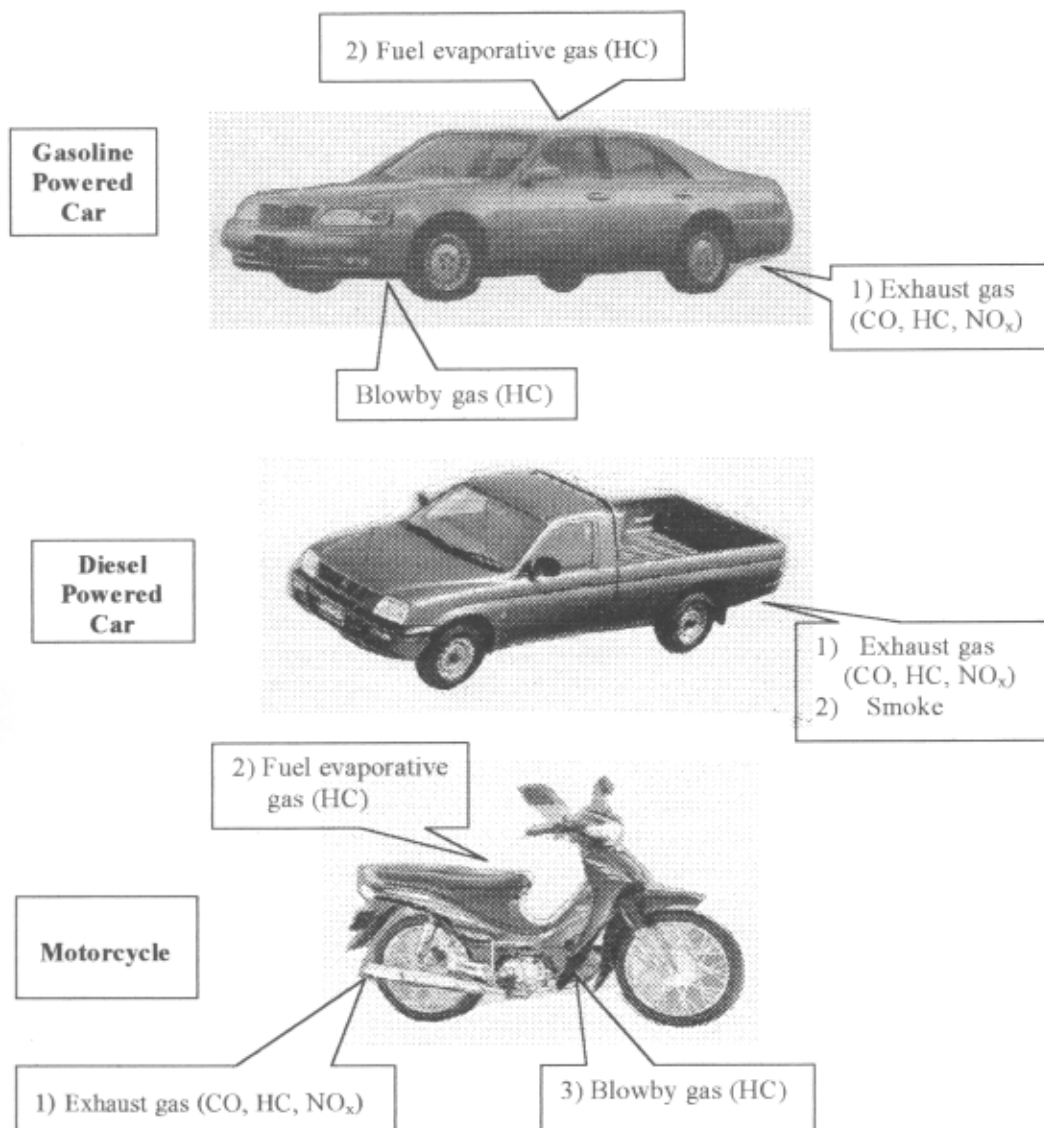 2) Fuel evaporative gas (HC)
Gasoline
Powered
Car
1) Exhaust gas
(CO, HC, NOₓ)
Blowby gas (HC)
Diesel
Powered
Car
1) Exhaust gas
(CO, HC, NOₓ)
2) Smoke
2) Fuel evaporative
gas (HC)
Motorcycle
1) Exhaust gas (CO, HC, NOₓ)
3) Blowby gas (HC)